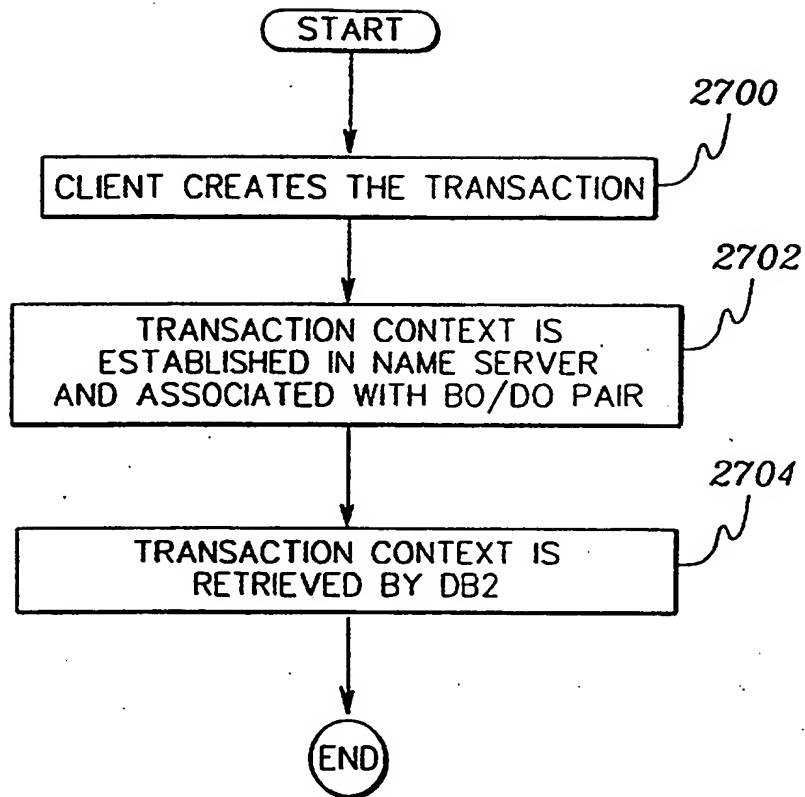 START
2700
CLIENT CREATES THE TRANSACTION
2702
TRANSACTION CONTEXT IS
ESTABLISHED IN NAME SERVER
AND ASSOCIATED WITH BO/DO PAIR
2704
TRANSACTION CONTEXT IS
RETRIEVED BY DB2
END